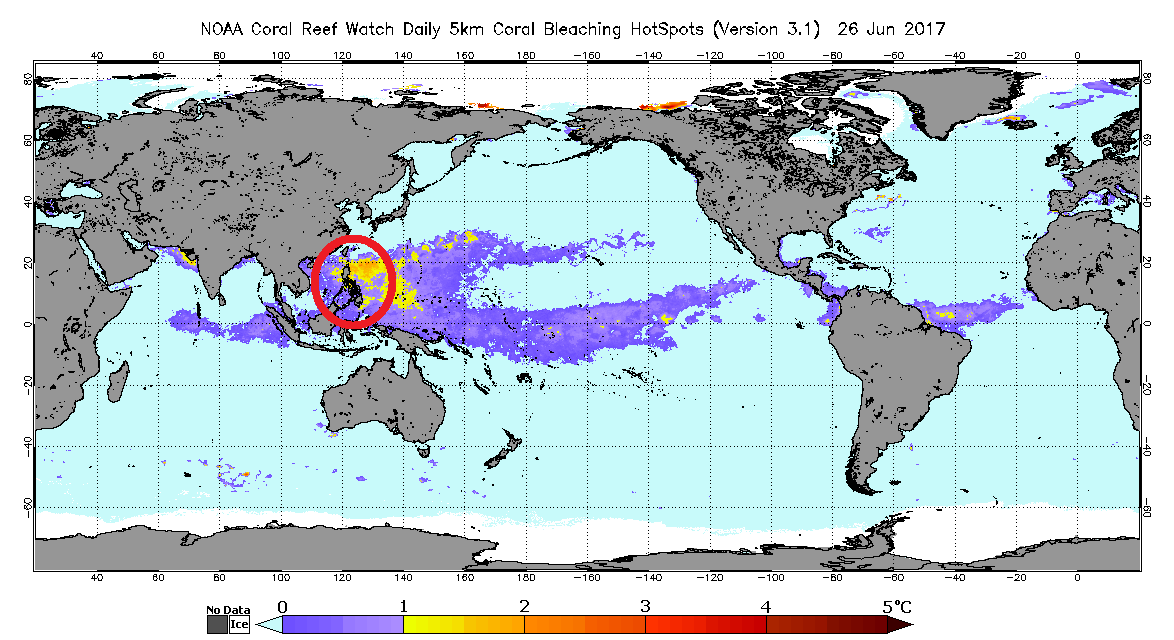 NOAA Coral Reef Watch Daily 5km Coral Bleaching HotSpots (Version 3.1) 26 Jun 2017
40 60 80 100 120 140 160 180 -160 -140 -120 -100 -80 -60 -40 -20 0
80 80
60 60
40 40
20 20
0 0
-20 -20
-40 -40
-60 -60
40 60 80 100 120 140 160 180 -160 -140 -120 -100 -80 -60 -40 -20 0
No Data 0 1 2 3 4 5°C
Ice